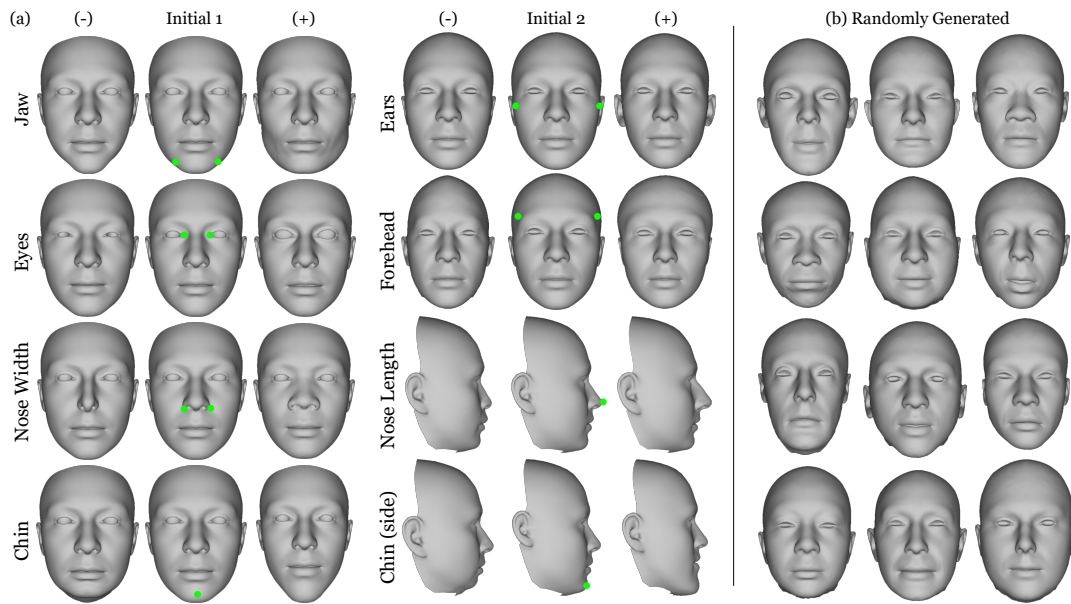 (a) (-) Initial 1 (+) (-) Initial 2 (+) (b) Randomly Generated
Jaw
Ears
Eyes
Forehead
Nose Width
Nose Length
Chin
Chin (side)